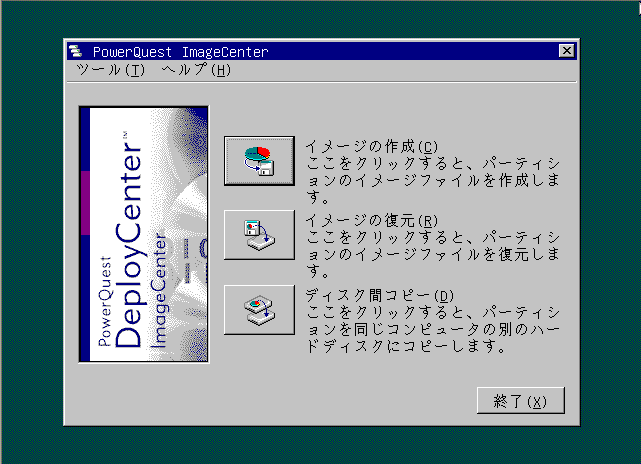 PowerQuest ImageCenter
ツール(T) ヘルプ(H)
PowerQuest
DeployCenter™
ImageCenter
イメージの作成(C)
ここをクリックすると、パーティシ
ョンのイメージファイルを作成しま
す。
イメージの復元(R)
ここをクリックすると、パーティシ
ョンのイメージファイルを復元しま
す。
ディスク間コピー(D)
ここをクリックすると、パーティシ
ョンを同じコンピュータの別のハー
ドディスクにコピーします。
終了(X)